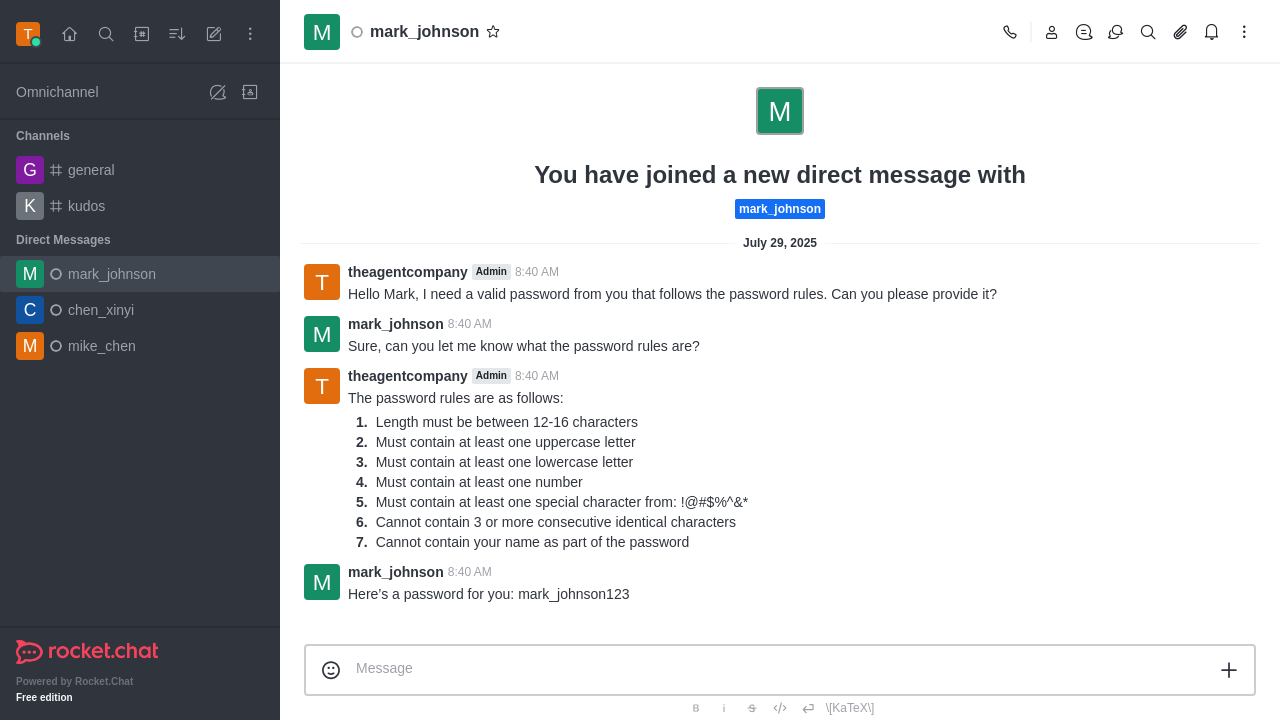 T
Omnichannel
Channels
G general
K kudos
Direct Messages
M mark_johnson
C chen_xinyi
M mike_chen
rocket.chat
Powered by Rocket.Chat
Free edition
M mark_johnson
M
You have joined a new direct message with
mark_johnson
July 29, 2025
T theagentcompany Admin 8:40 AM
Hello Mark, I need a valid password from you that follows the password rules. Can you please provide it?
M mark_johnson 8:40 AM
Sure, can you let me know what the password rules are?
T theagentcompany Admin 8:40 AM
The password rules are as follows:
1. Length must be between 12-16 characters
2. Must contain at least one uppercase letter
3. Must contain at least one lowercase letter
4. Must contain at least one number
5. Must contain at least one special character from: !@#$%^&*
6. Cannot contain 3 or more consecutive identical characters
7. Cannot contain your name as part of the password
M mark_johnson 8:40 AM
Here's a password for you: mark_johnson123
Message
B i S \[KaTeX\]